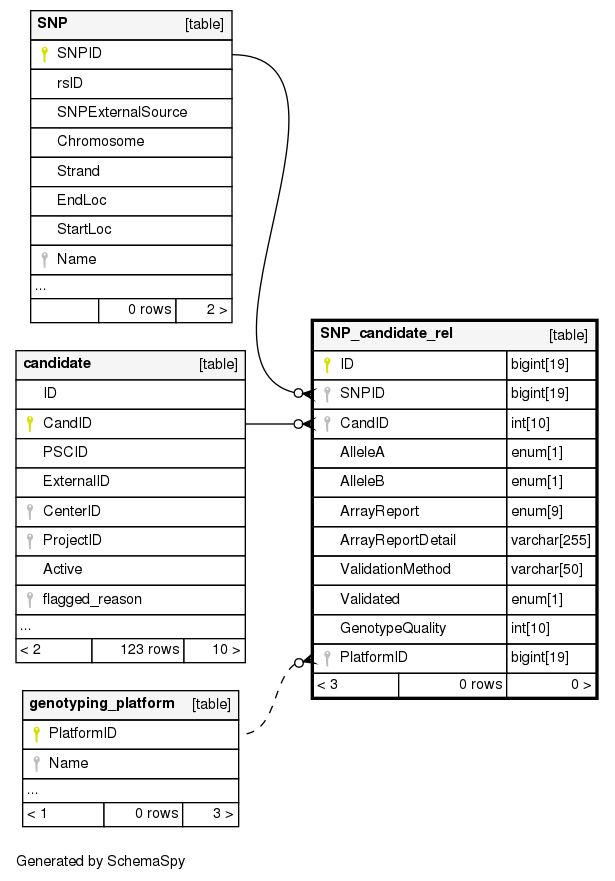 SNP [table]
SNPID
rsID
SNPExternalSource
Chromosome
Strand
EndLoc
StartLoc
Name
...
0 rows 2 >
candidate [table]
ID
CandID
PSCID
ExternalID
CenterID
ProjectID
Active
flagged_reason
...
< 2 123 rows 10 >
genotyping_platform [table]
PlatformID
Name
...
< 1 0 rows 3 >
SNP_candidate_rel [table]
ID bigint[19]
SNPID bigint[19]
CandID int[10]
AlleleA enum[1]
AlleleB enum[1]
ArrayReport enum[9]
ArrayReportDetail varchar[255]
ValidationMethod varchar[50]
Validated enum[1]
GenotypeQuality int[10]
PlatformID bigint[19]
< 3 0 rows 0 >
Generated by SchemaSpy